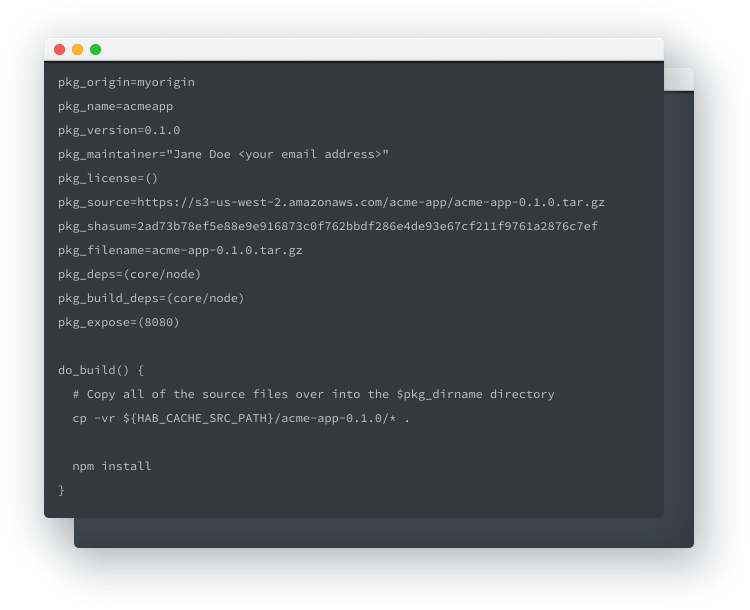 pkg_origin=myorigin
pkg_name=acmeapp
pkg_version=0.1.0
pkg_maintainer="Jane Doe <your email address>"
pkg_license=()
pkg_source=https://s3-us-west-2.amazonaws.com/acme-app/acme-app-0.1.0.tar.gz
pkg_shasum=2ad73b78ef5e88e9e916873c0f762bbdf286e4de93e67cf211f9761a2876c7ef
pkg_filename=acme-app-0.1.0.tar.gz
pkg_deps=(core/node)
pkg_build_deps=(core/node)
pkg_expose=(8080)
do_build() {
  # Copy all of the source files over into the $pkg_dirname directory
  cp -vr ${HAB_CACHE_SRC_PATH}/acme-app-0.1.0/* .
  npm install
}